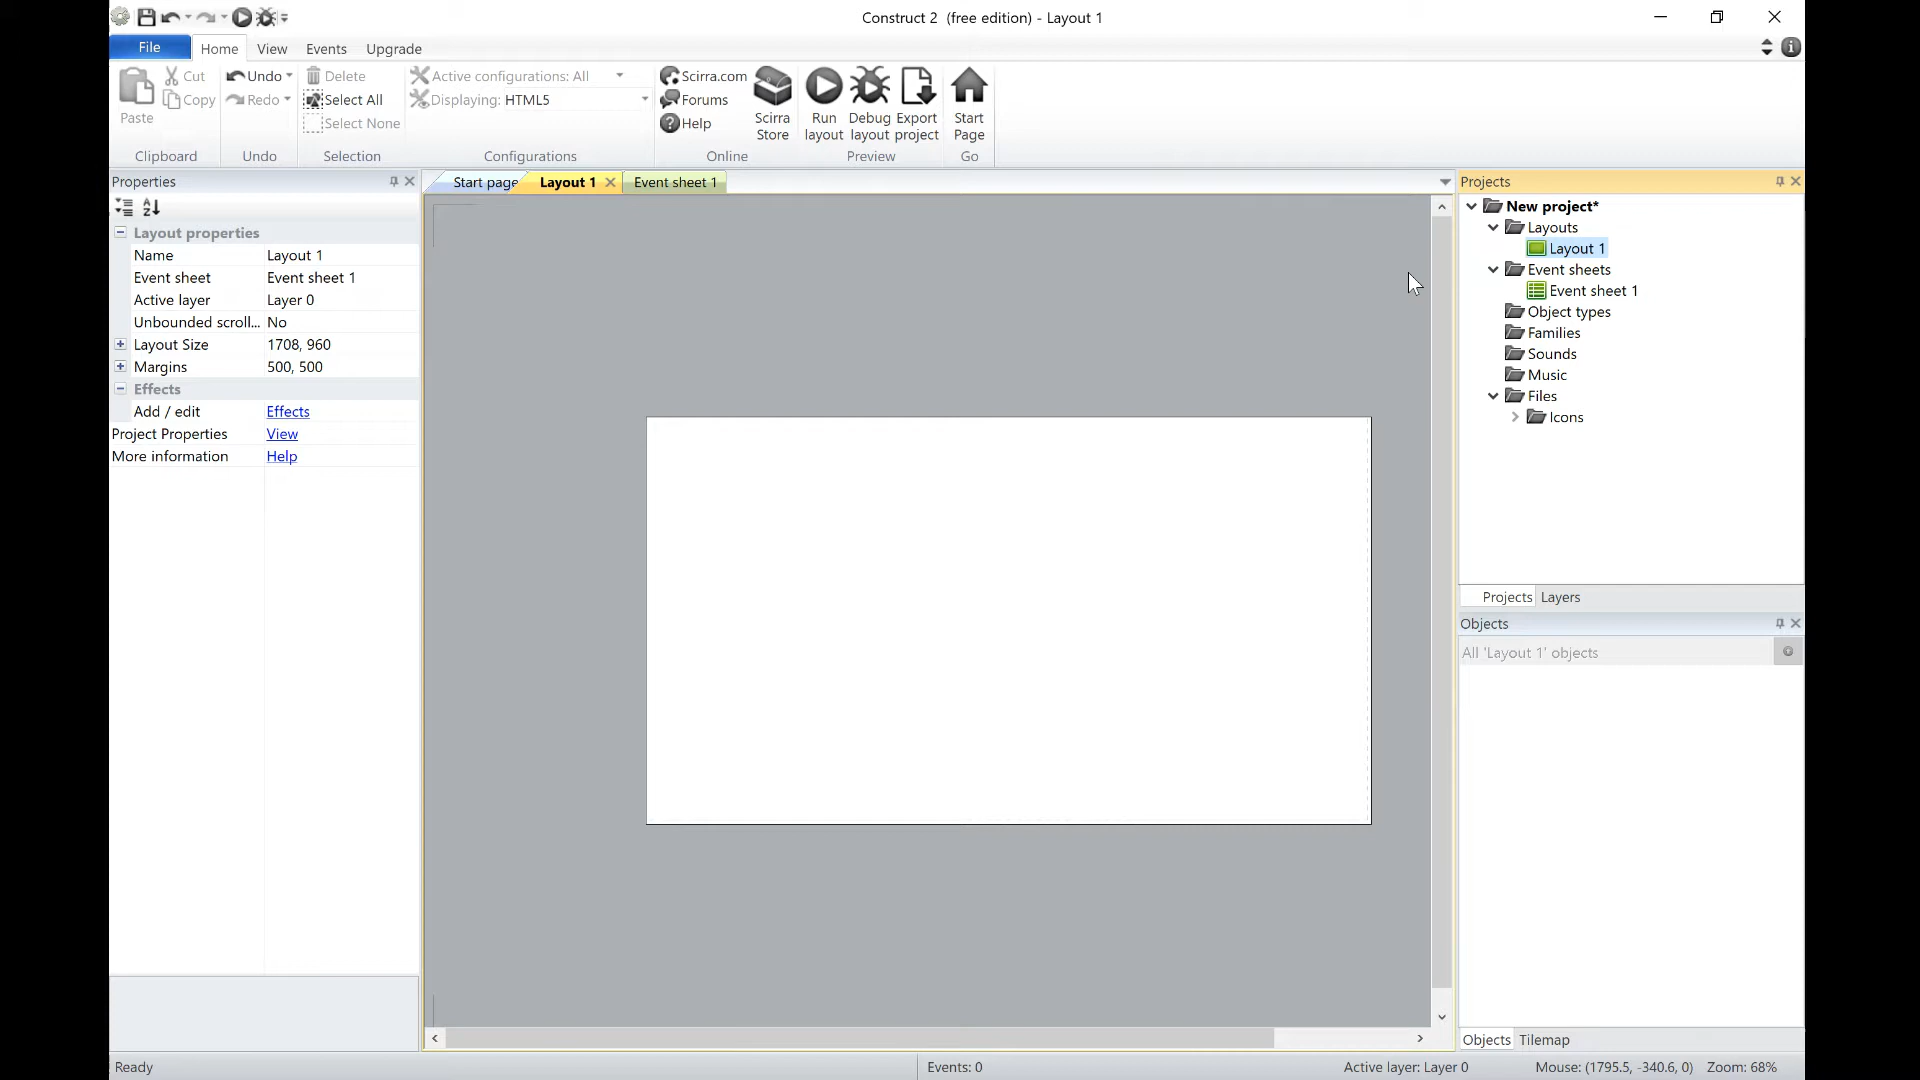 Construct 2 (free edition) - Layout 1
File Home View Events Upgrade
Paste
Cut
Copy
Clipboard
Undo
Redo
Undo
Delete
Select All
Select None
Selection
Active configurations: All
Displaying: HTML5
Configurations
Scirra.com
Forums
Help
Scirra
Store
Online
Run
layout
Debug
layout
Export
project
Preview
Start
Page
Go
Properties
Layout properties
Name Layout 1
Event sheet Event sheet 1
Active layer Layer 0
Unbounded scroll... No
Layout Size 1708, 960
Margins 500, 500
Effects
Add / edit Effects
Project Properties View
More information Help
Start page Layout 1 Event sheet 1
Projects
New project*
Layouts
Layout 1
Event sheets
Event sheet 1
Object types
Families
Sounds
Music
Files
Icons
Projects Layers
Objects
All 'Layout 1' objects
Objects Tilemap
Ready Events: 0 Active layer: Layer 0 Mouse: (1795.5, -340.6, 0) Zoom: 68%